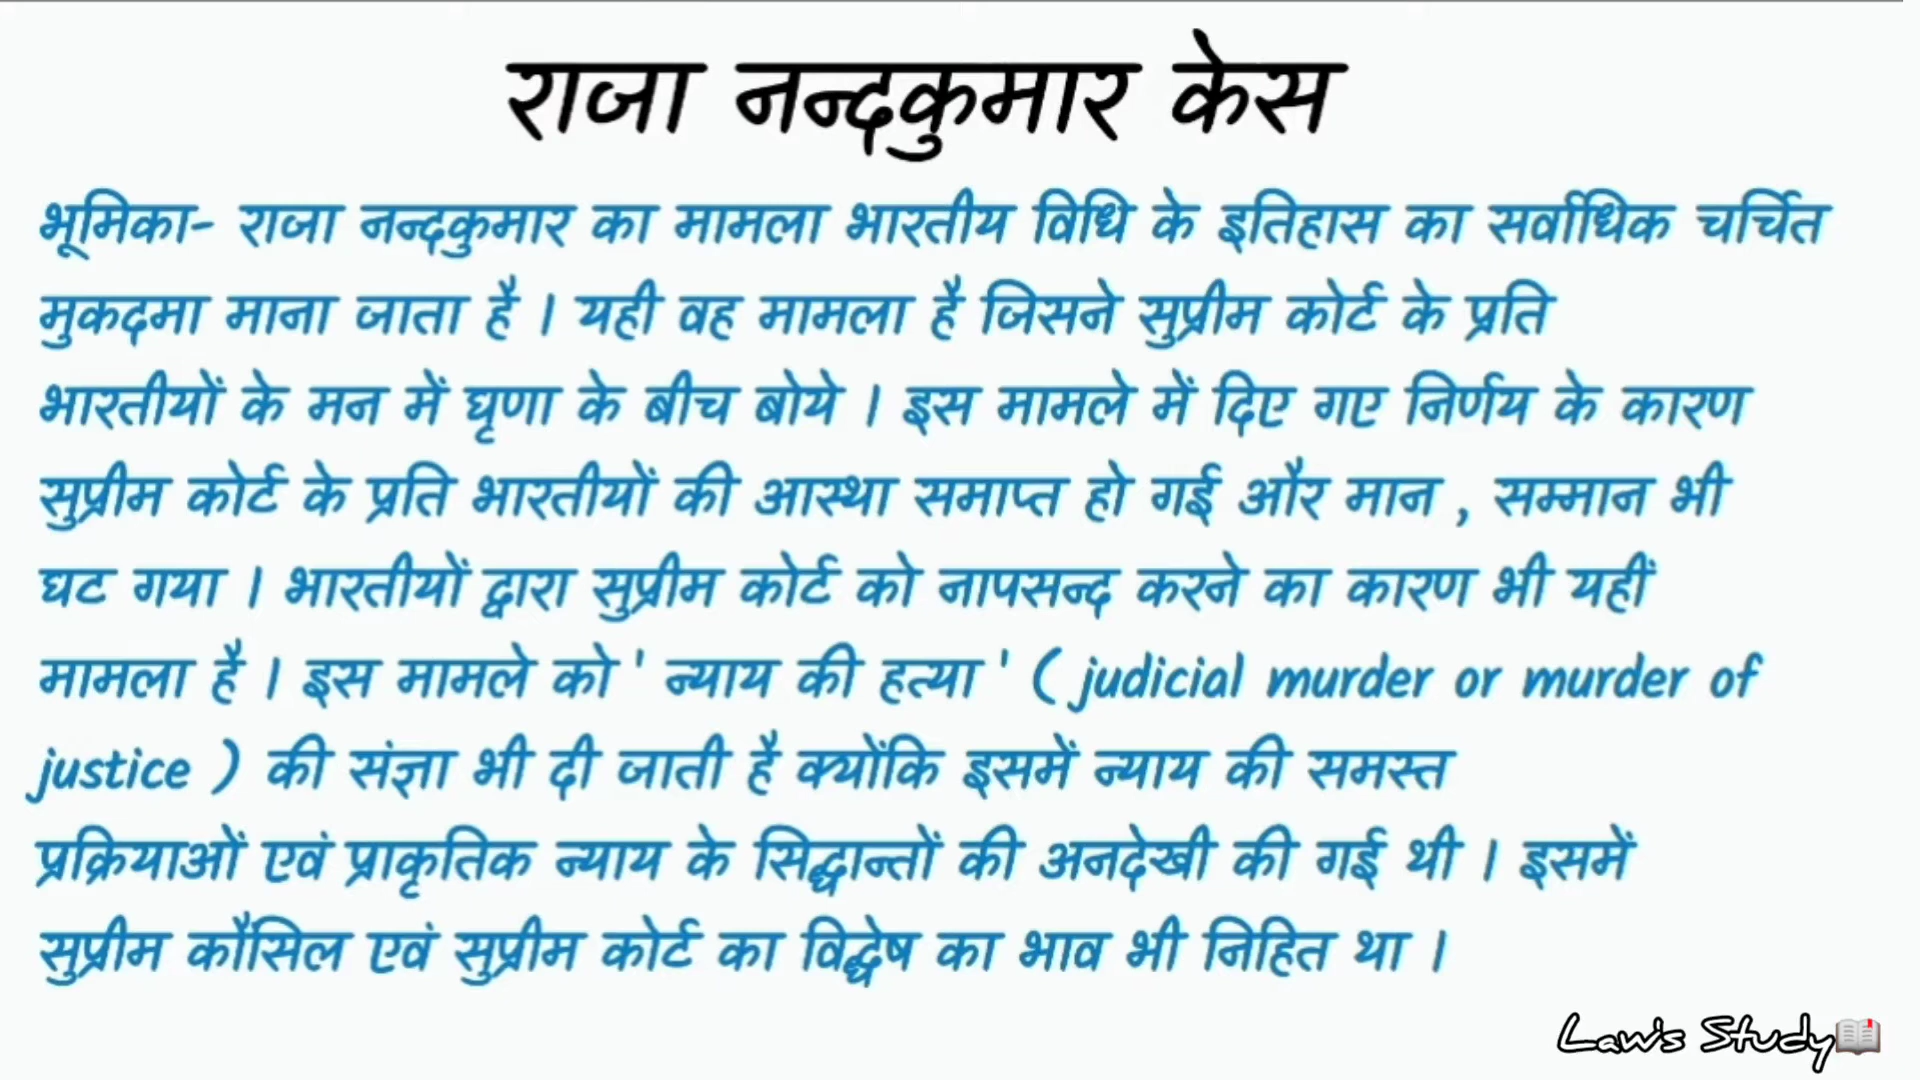 राजा नन्दकुमार केस
भूमिका- राजा नन्दकुमार का मामला भारतीय विधि के इतिहास का सर्वाधिक चर्चित
मुकदमा माना जाता है । यही वह मामला है जिसने सुप्रीम कोर्ट के प्रति
भारतीयों के मन में घृणा के बीच बोये । इस मामले में दिए गए निर्णय के कारण
सुप्रीम कोर्ट के प्रति भारतीयों की आस्था समाप्त हो गई और मान , सम्मान भी
घट गया । भारतीयों द्वारा सुप्रीम कोर्ट को नापसन्द करने का कारण भी यहीं
मामला है । इस मामले को ' न्याय की हत्या ' ( judicial murder or murder of
justice ) की संज्ञा भी दी जाती है क्योंकि इसमें न्याय की समस्त
प्रक्रियाओं एवं प्राकृतिक न्याय के सिद्धान्तों की अनदेखी की गई थी । इसमें
सुप्रीम कौसिल एवं सुप्रीम कोर्ट का विद्धेष का भाव भी निहित था ।
Law's Study